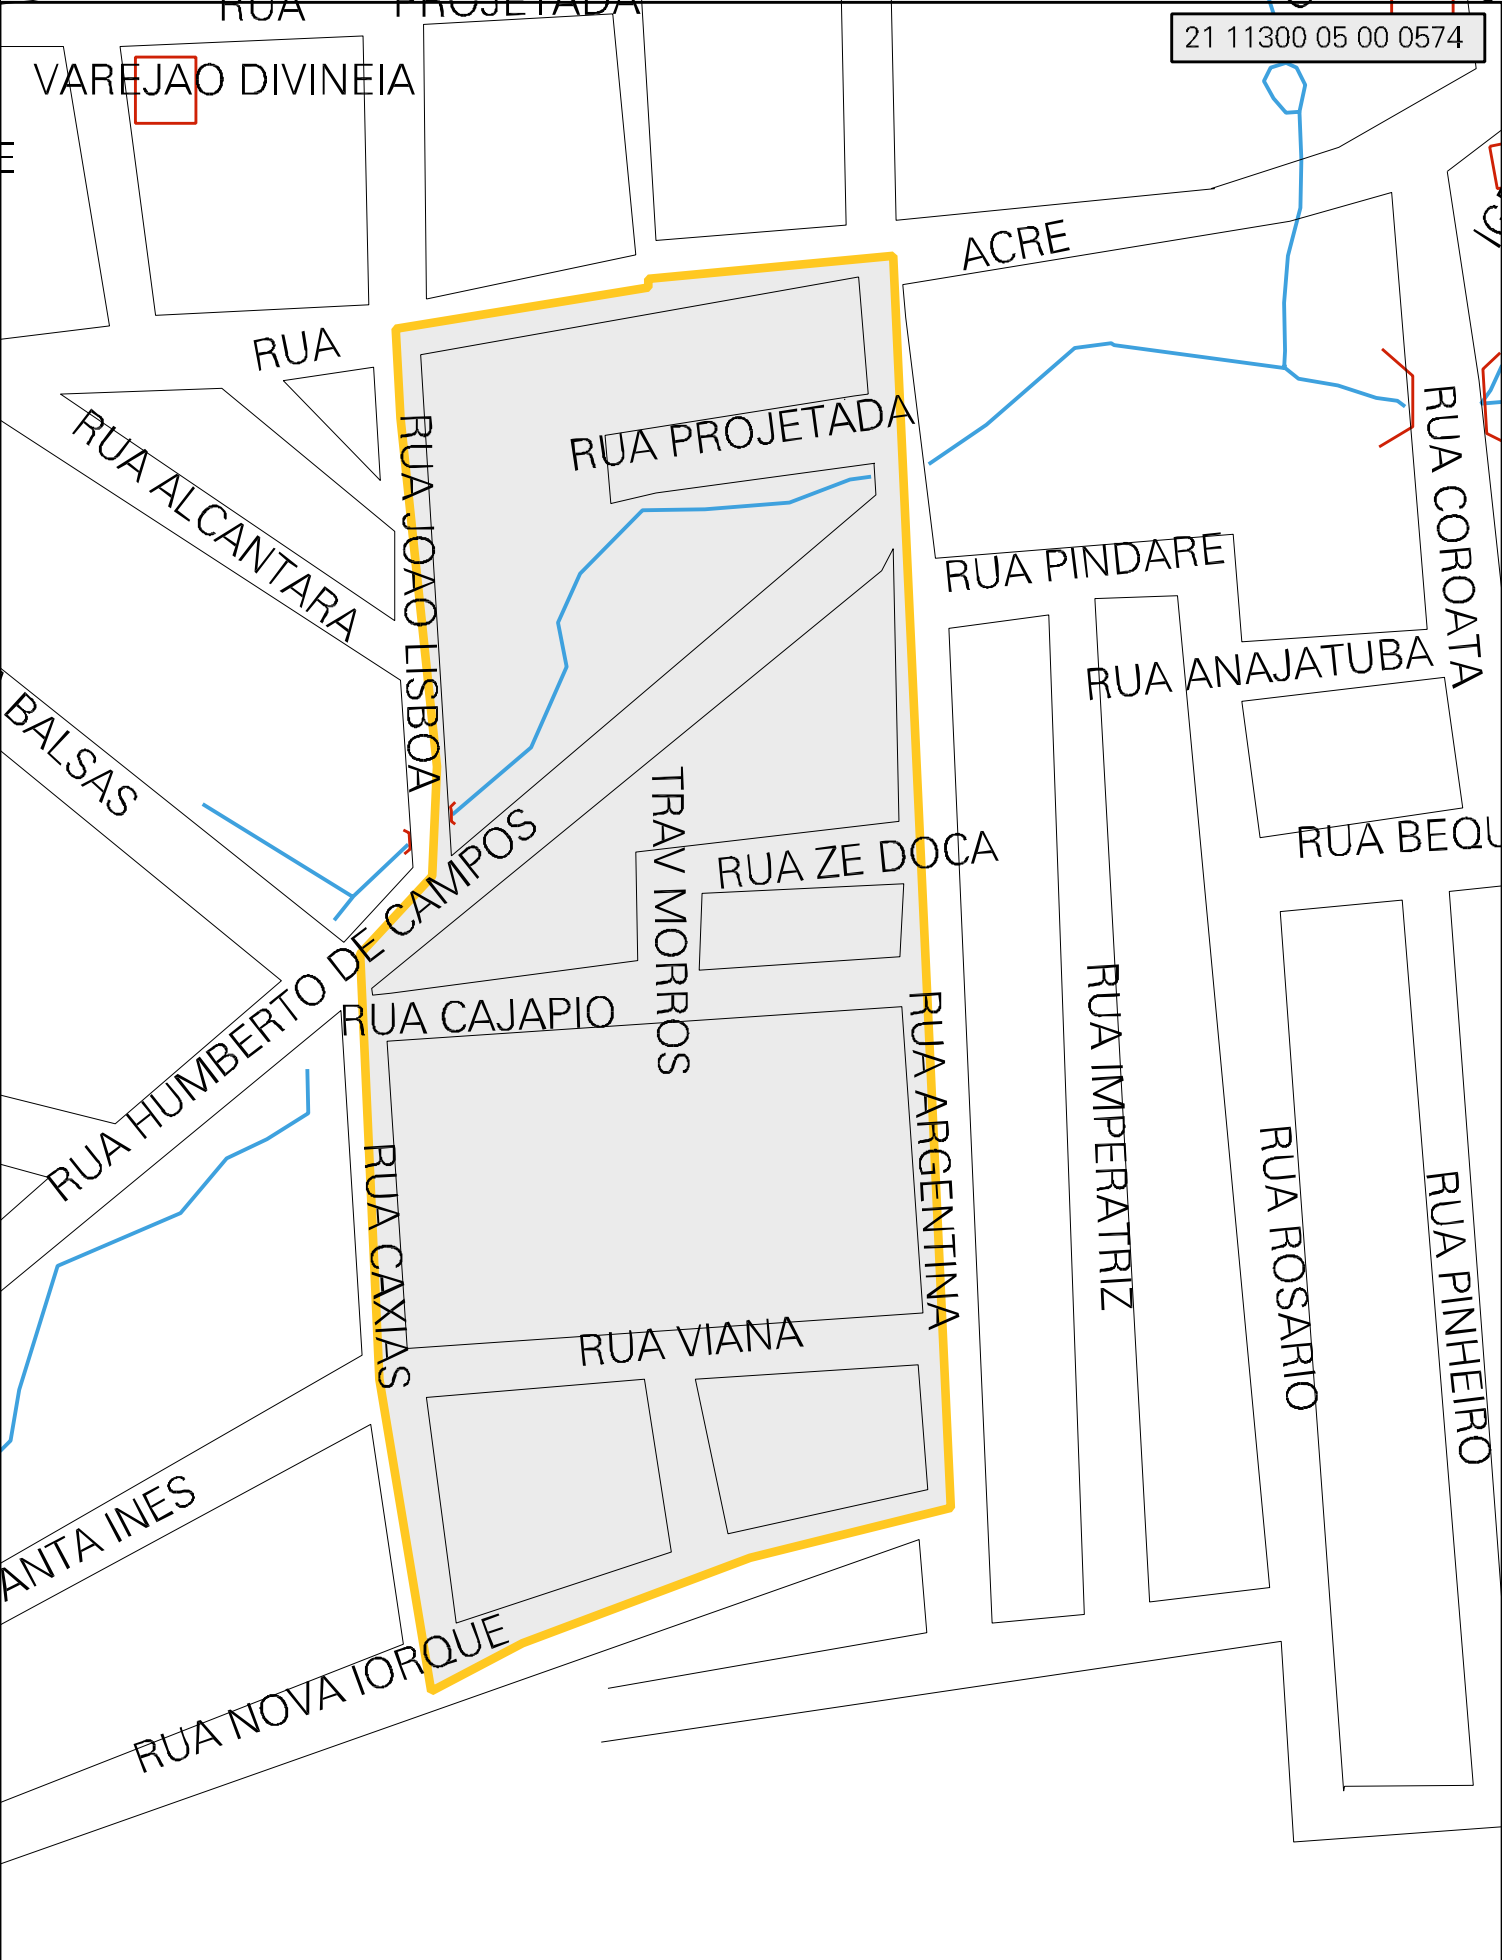 RUA PROJETADA
21 11300 05 00 0574
VAREJAO DIVINEIA
E
ACRE
RUA
RUA ALCANTARA
RUA JOAO LISBOA
RUA PROJETADA
RUA COROATA
RUA PINDARE
RUA ANAJATUBA
BALSAS
TRAV MORROS
RUA ZE DOCA
RUA BEQU
RUA HUMBERTO DE CAMPOS
RUA CAJAPIO
RUA ARGENTINA
RUA IMPERATRIZ
RUA CAXIAS
RUA ROSARIO
RUA PINHEIRO
RUA VIANA
ANTA INES
RUA NOVA IORQUE